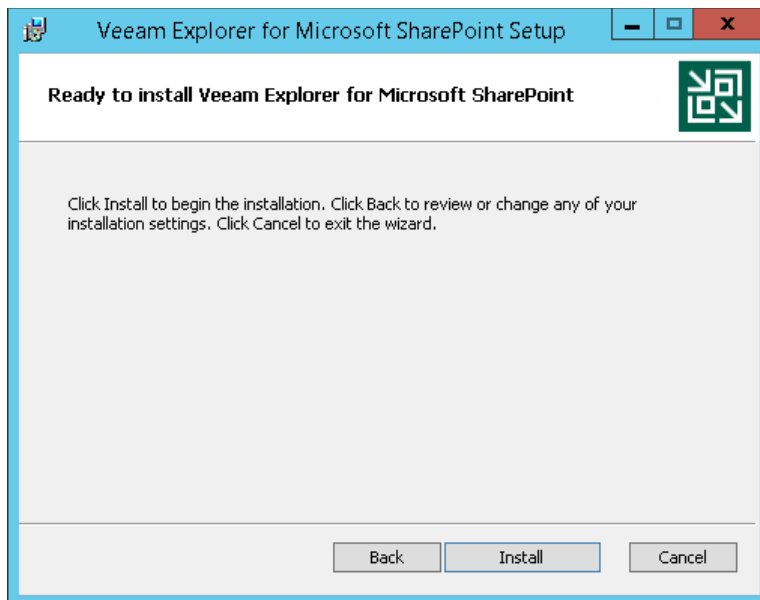 Veeam Explorer for Microsoft SharePoint Setup
Ready to install Veeam Explorer for Microsoft SharePoint
Click Install to begin the installation. Click Back to review or change any of your
installation settings. Click Cancel to exit the wizard.
Back Install Cancel